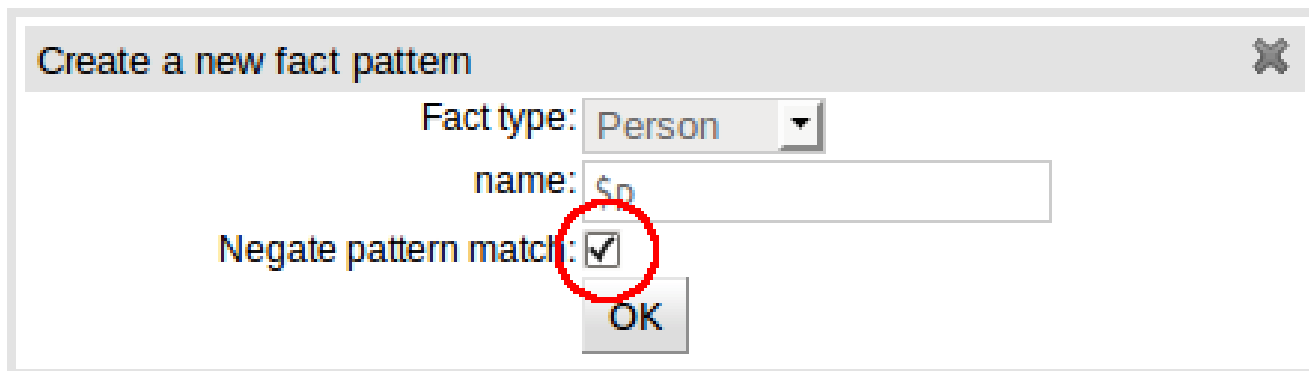 Create a new fact pattern
Fact type: Person
name: $p
Negate pattern match:
OK